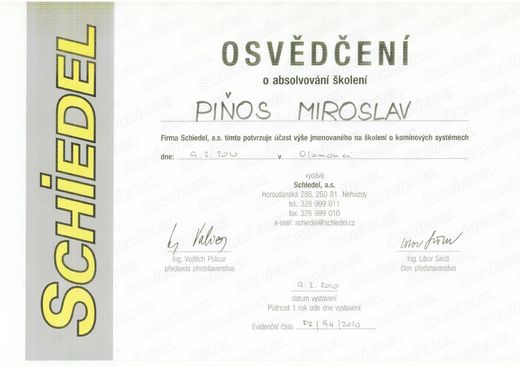 SCHIEDEL
OSVĚDČENÍ
o absolvování školení
PIŇOS MIROSLAV
Firma Schiedel, a.s. tímto potvrzuje účast výše jmenovaného na školení o komínových systémech
dne: 9.2.2010 v Olomouci
vydává
Schiedel, a.s.
Horoušanská 286, 250 81 Nehvizdy
tel: 326 999 011
fax: 326 999 010
e-mail: schiedel@schiedel.cz
Ing. Vojtěch Policar
předseda představenstva
Ing. Libor Seidl
člen představenstva
9.2.2010
datum vystavení
Platnost 1 rok ode dne vystavení
Evidenční číslo /2010